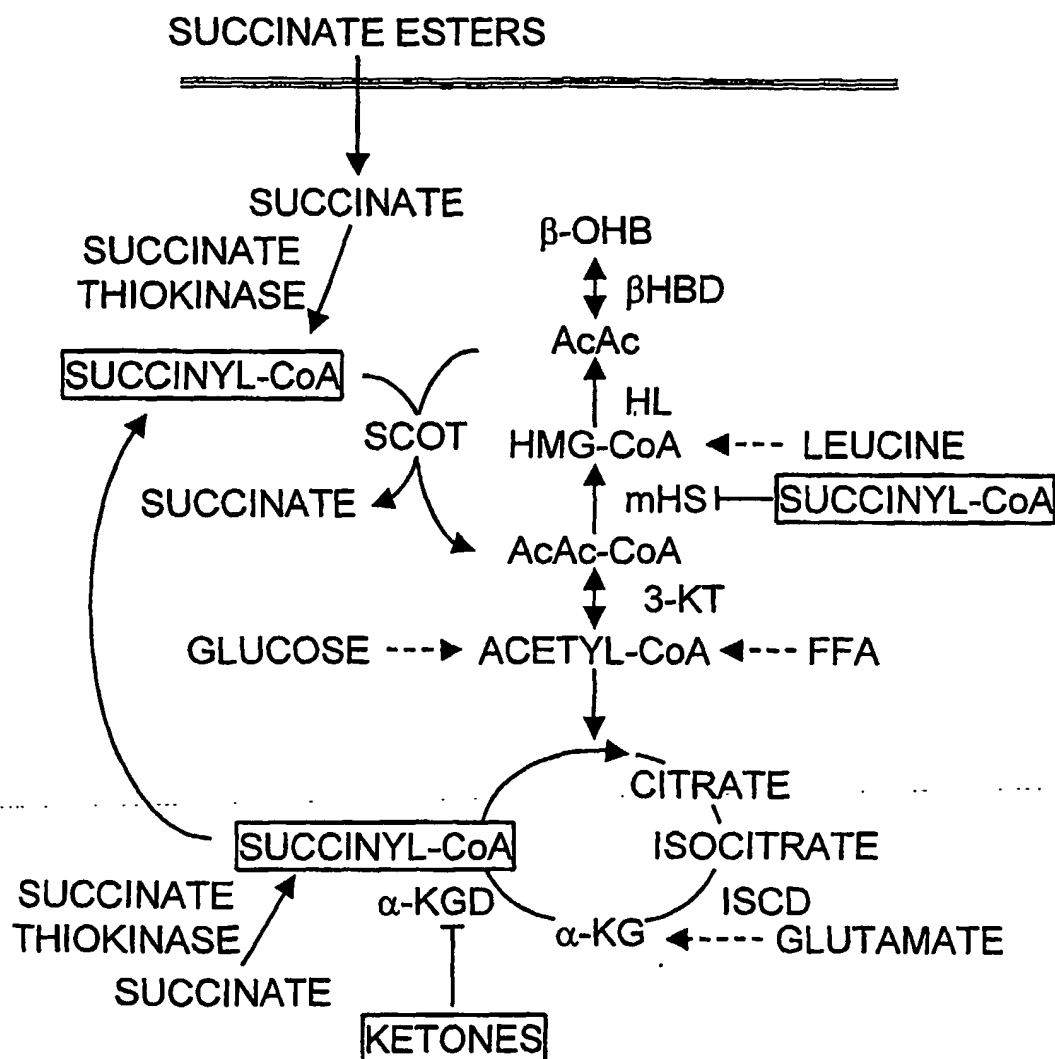 SUCCINATE ESTERS
SUCCINATE
SUCCINATE
THIOKINASE
β-OHB
βHBD
AcAc
SUCCINYL-CoA
HL
SCOT
HMG-CoA
LEUCINE
SUCCINATE
mHS
SUCCINYL-CoA
AcAc-CoA
3-KT
GLUCOSE
ACETYL-CoA
FFA
CITRATE
SUCCINYL-CoA
ISOCITRATE
SUCCINATE
THIOKINASE
α-KGD
ISCD
α-KG
GLUTAMATE
SUCCINATE
KETONES